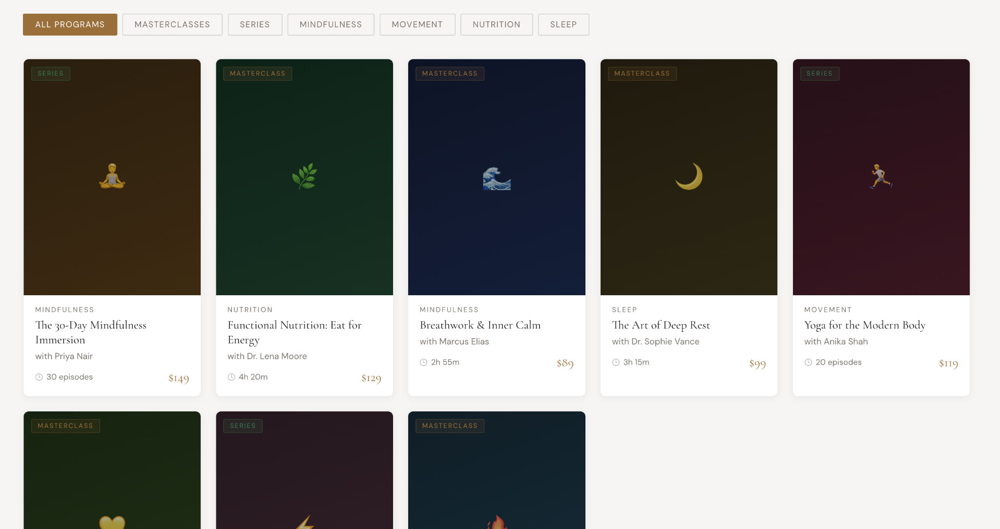 ALL PROGRAMS
MASTERCLASSES
SERIES
MINDFULNESS
MOVEMENT
NUTRITION
SLEEP
SERIES
MINDFULNESS
The 30-Day Mindfulness
Immersion
with Priya Nair
30 episodes
$149
MASTERCLASS
NUTRITION
Functional Nutrition: Eat for
Energy
with Dr. Lena Moore
4h 20m
$129
MASTERCLASS
MINDFULNESS
Breathwork & Inner Calm
with Marcus Elias
2h 55m
$89
MASTERCLASS
SLEEP
The Art of Deep Rest
with Dr. Sophie Vance
3h 15m
$99
SERIES
MOVEMENT
Yoga for the Modern Body
with Anika Shah
20 episodes
$119
MASTERCLASS
SERIES
MASTERCLASS